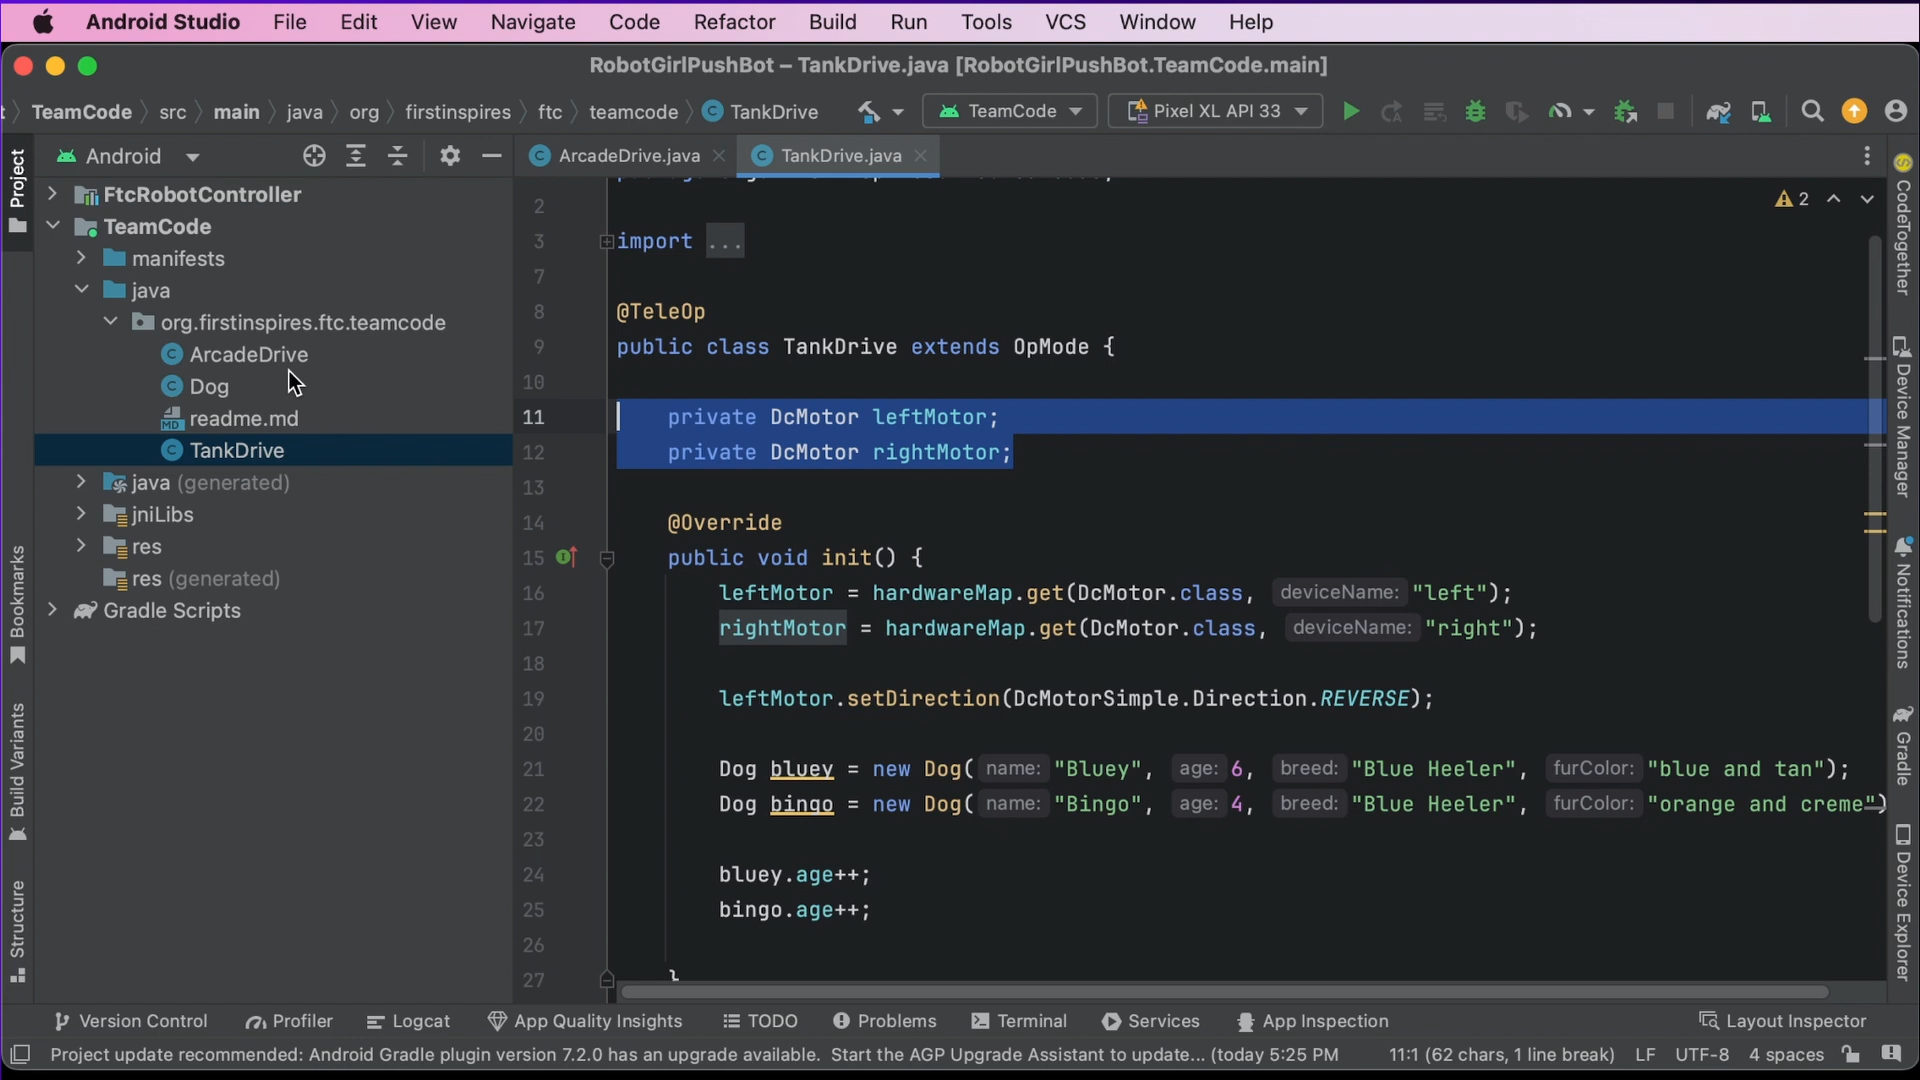 Android Studio File Edit View Navigate Code Refactor Build Run Tools VCS Window Help
RobotGirlPushBot – TankDrive.java [RobotGirlPushBot.TeamCode.main]
TeamCode src main java org firstinspires ftc teamcode TankDrive TeamCode Pixel XL API 33
Project
Android
ArcadeDrive.java
TankDrive.java
FtcRobotController
TeamCode
manifests
java
org.firstinspires.ftc.teamcode
ArcadeDrive
Dog
readme.md
TankDrive
java (generated)
jniLibs
res
res (generated)
Gradle Scripts
Bookmarks
Build Variants
Structure
2
2
3 import ...
7
8 @TeleOp
9 public class TankDrive extends OpMode {
10
11 private DcMotor leftMotor;
12 private DcMotor rightMotor;
13
14 @Override
15 public void init() {
16 leftMotor = hardwareMap.get(DcMotor.class, deviceName: "left");
17 rightMotor = hardwareMap.get(DcMotor.class, deviceName: "right");
18
19 leftMotor.setDirection(DcMotorSimple.Direction.REVERSE);
20
21 Dog bluey = new Dog( name: "Bluey", age: 6, breed: "Blue Heeler", furColor: "blue and tan");
22 Dog bingo = new Dog( name: "Bingo", age: 4, breed: "Blue Heeler", furColor: "orange and creme")
23
24 bluey.age++;
25 bingo.age++;
26
27 }
CodeTogether
Device Manager
Notifications
Gradle
Device Explorer
Version Control Profiler Logcat App Quality Insights TODO Problems Terminal Services App Inspection Layout Inspector
Project update recommended: Android Gradle plugin version 7.2.0 has an upgrade available. Start the AGP Upgrade Assistant to update... (today 5:25 PM 11:1 (62 chars, 1 line break) LF UTF-8 4 spaces